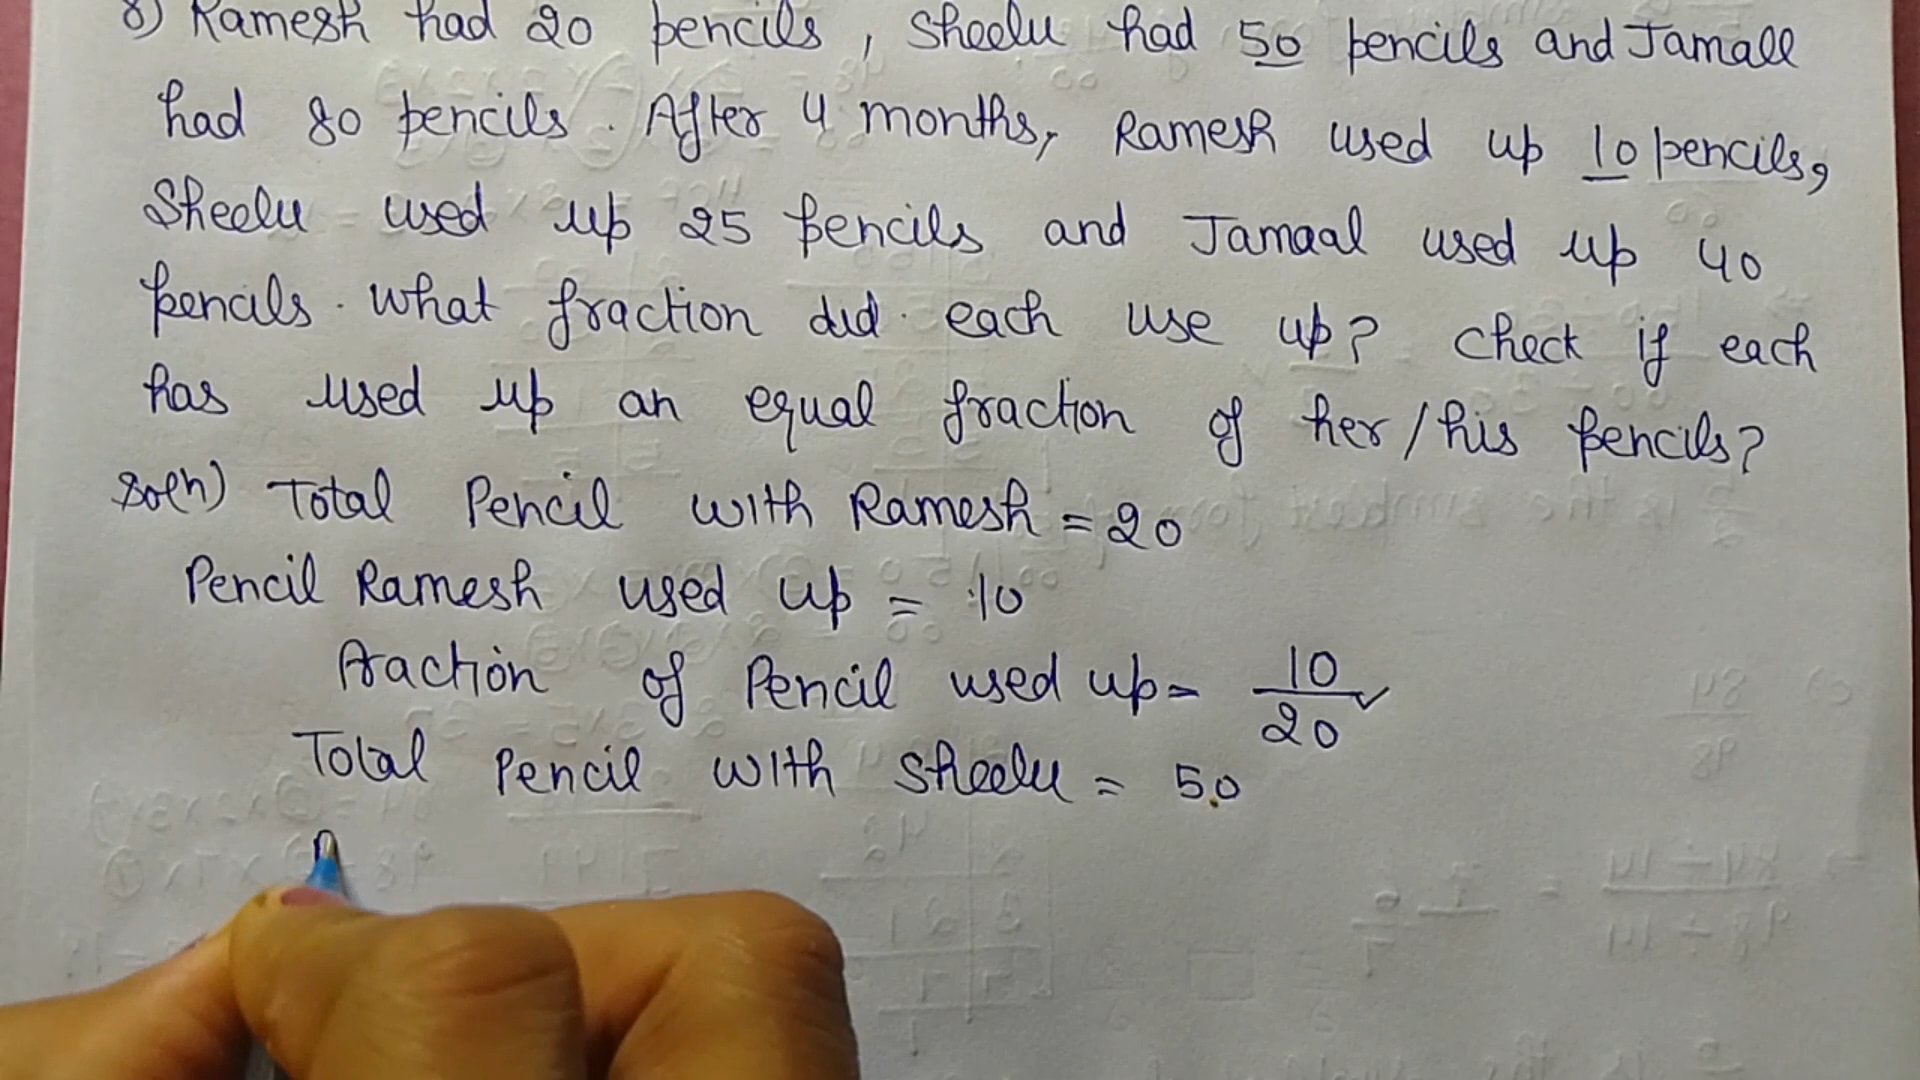 8) Ramesh had 20 pencils, Sheelu had 50 pencils and Jamall
had 80 pencils. After 4 months, Ramesh used up 10 pencils,
Sheelu used up 25 pencils and Jamaal used up 40
pencils. What fraction did each use up? Check if each
has used up an equal fraction of her/his pencils?
Soln) Total Pencil with Ramesh = 20
Pencil Ramesh used up = 10
Fraction of Pencil used up = 10/20
Total Pencil with Sheelu = 50